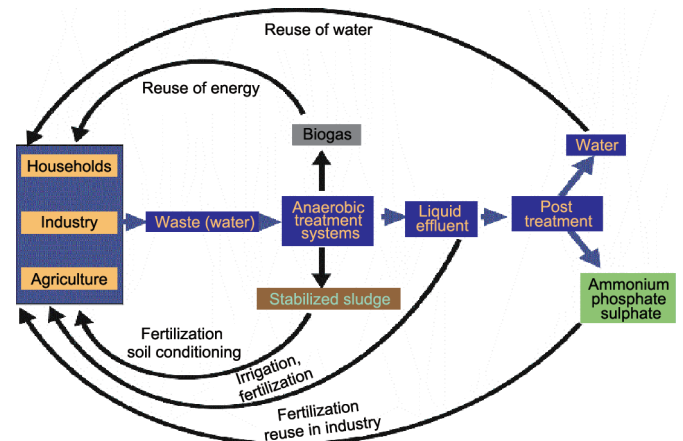 Reuse of water
Reuse of energy
Biogas
Water
Households
Industry
Agriculture
Waste (water)
Anaerobic
treatment
systems
Liquid
effluent
Post
treatment
Stabilized sludge
Ammonium
phosphate
sulphate
Fertilization
soil conditioning
Irrigation,
fertilization
Fertilization
reuse in industry